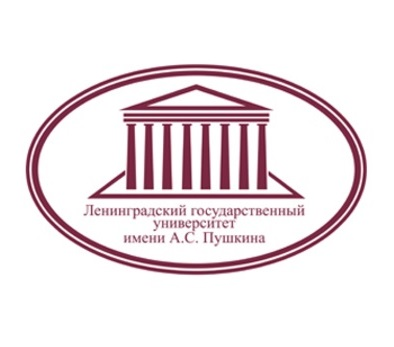 Ленинградский государственный
университет
имени А.С. Пушкина